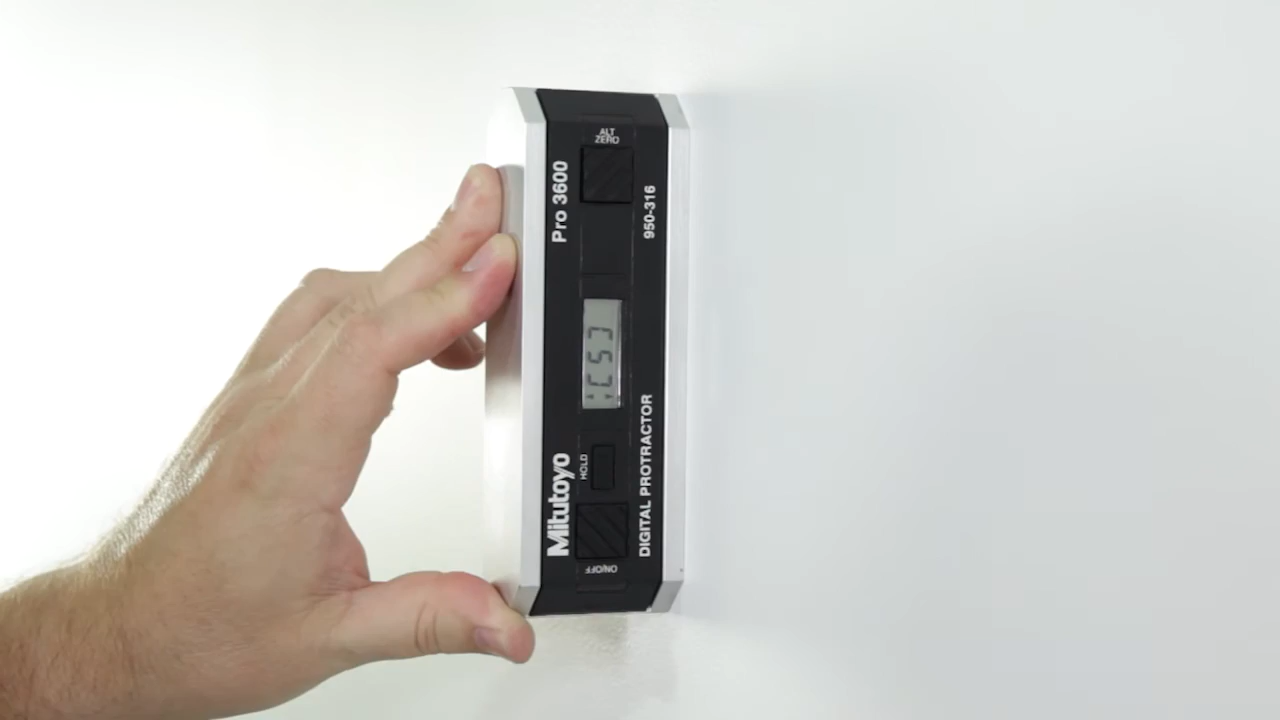 ALT
ZERO
Pro 3600
950-316
Mitutoyo
HOLD
DIGITAL PROTRACTOR
ON/OFF